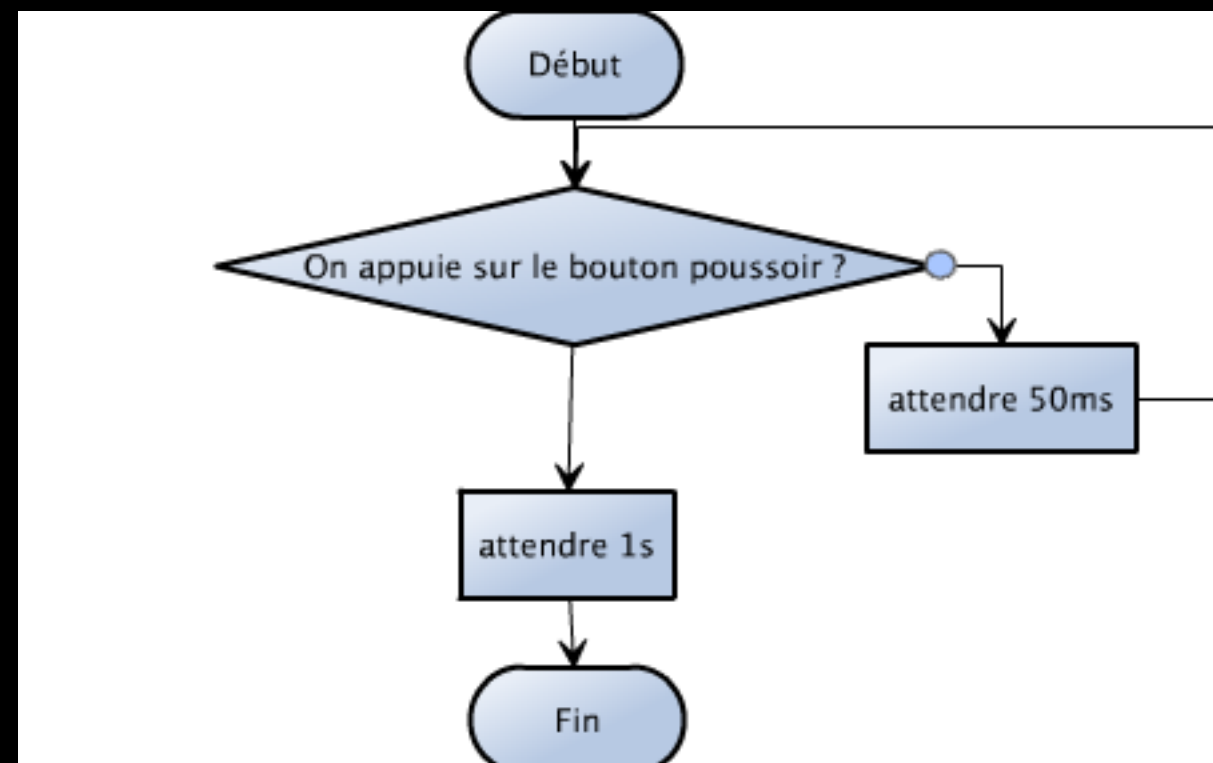 Début
On appuie sur le bouton poussoir ?
attendre 50ms
attendre 1s
Fin